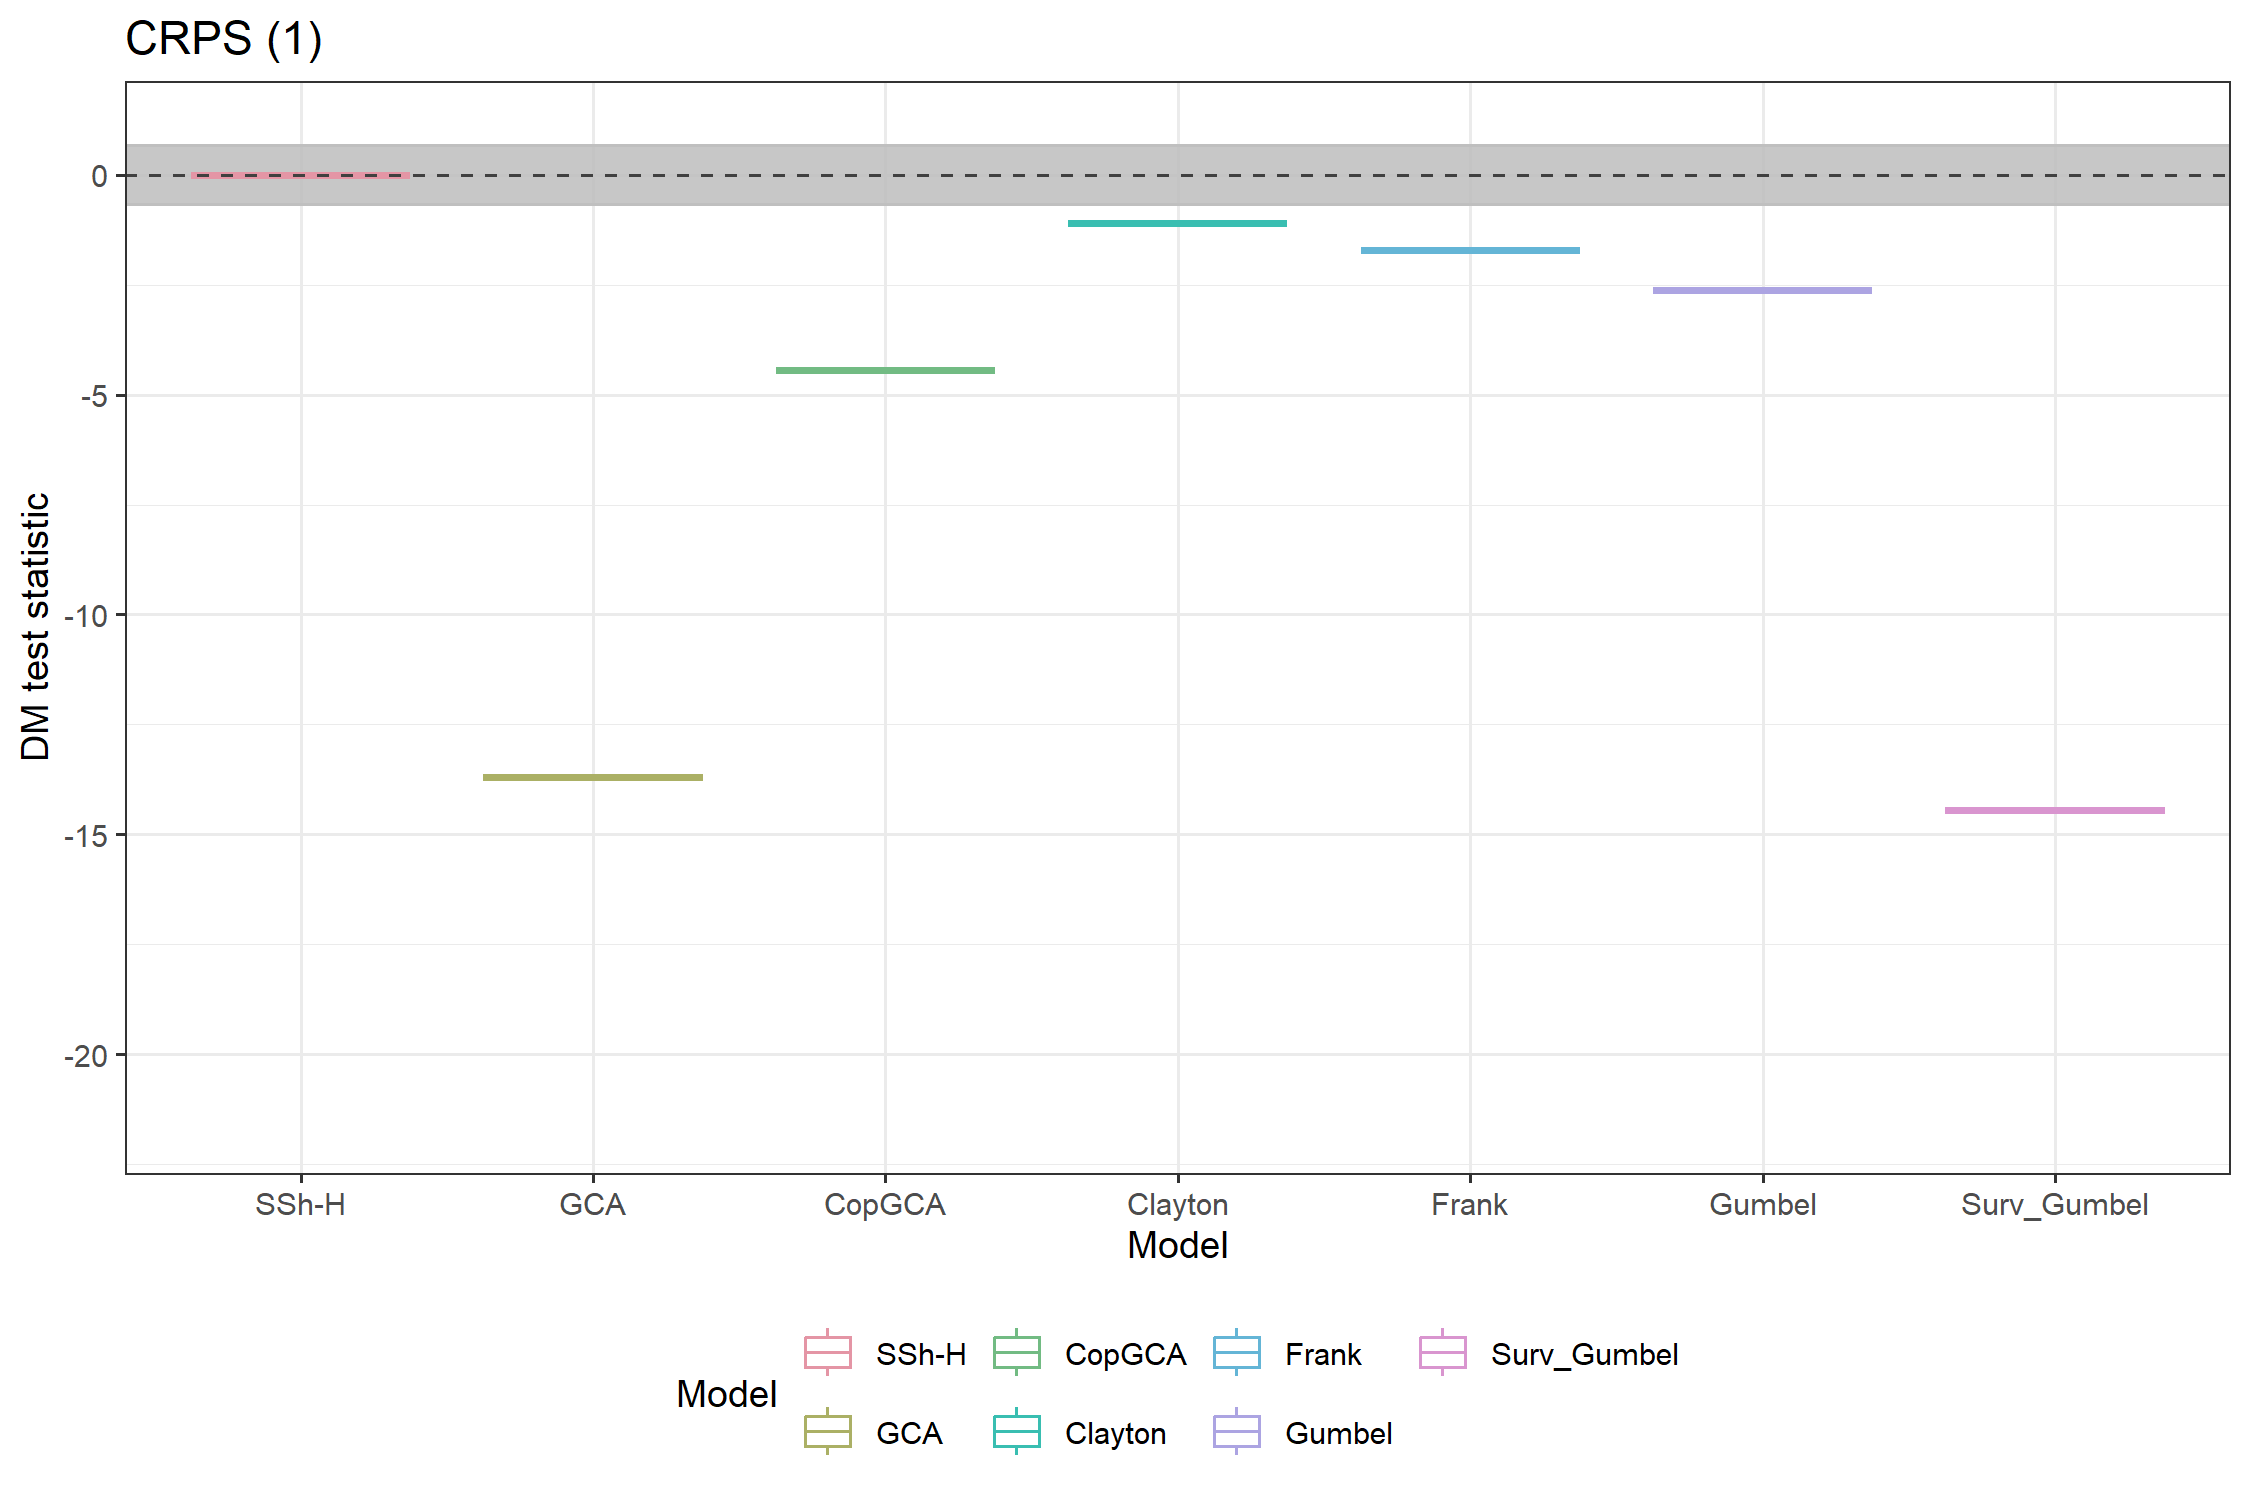 CRPS (1)
0
-5
-10
-15
-20
DM test statistic
SSh-H GCA CopGCA Clayton Frank Gumbel Surv_Gumbel
Model
Model
SSh-H CopGCA Frank Surv_Gumbel
GCA Clayton Gumbel